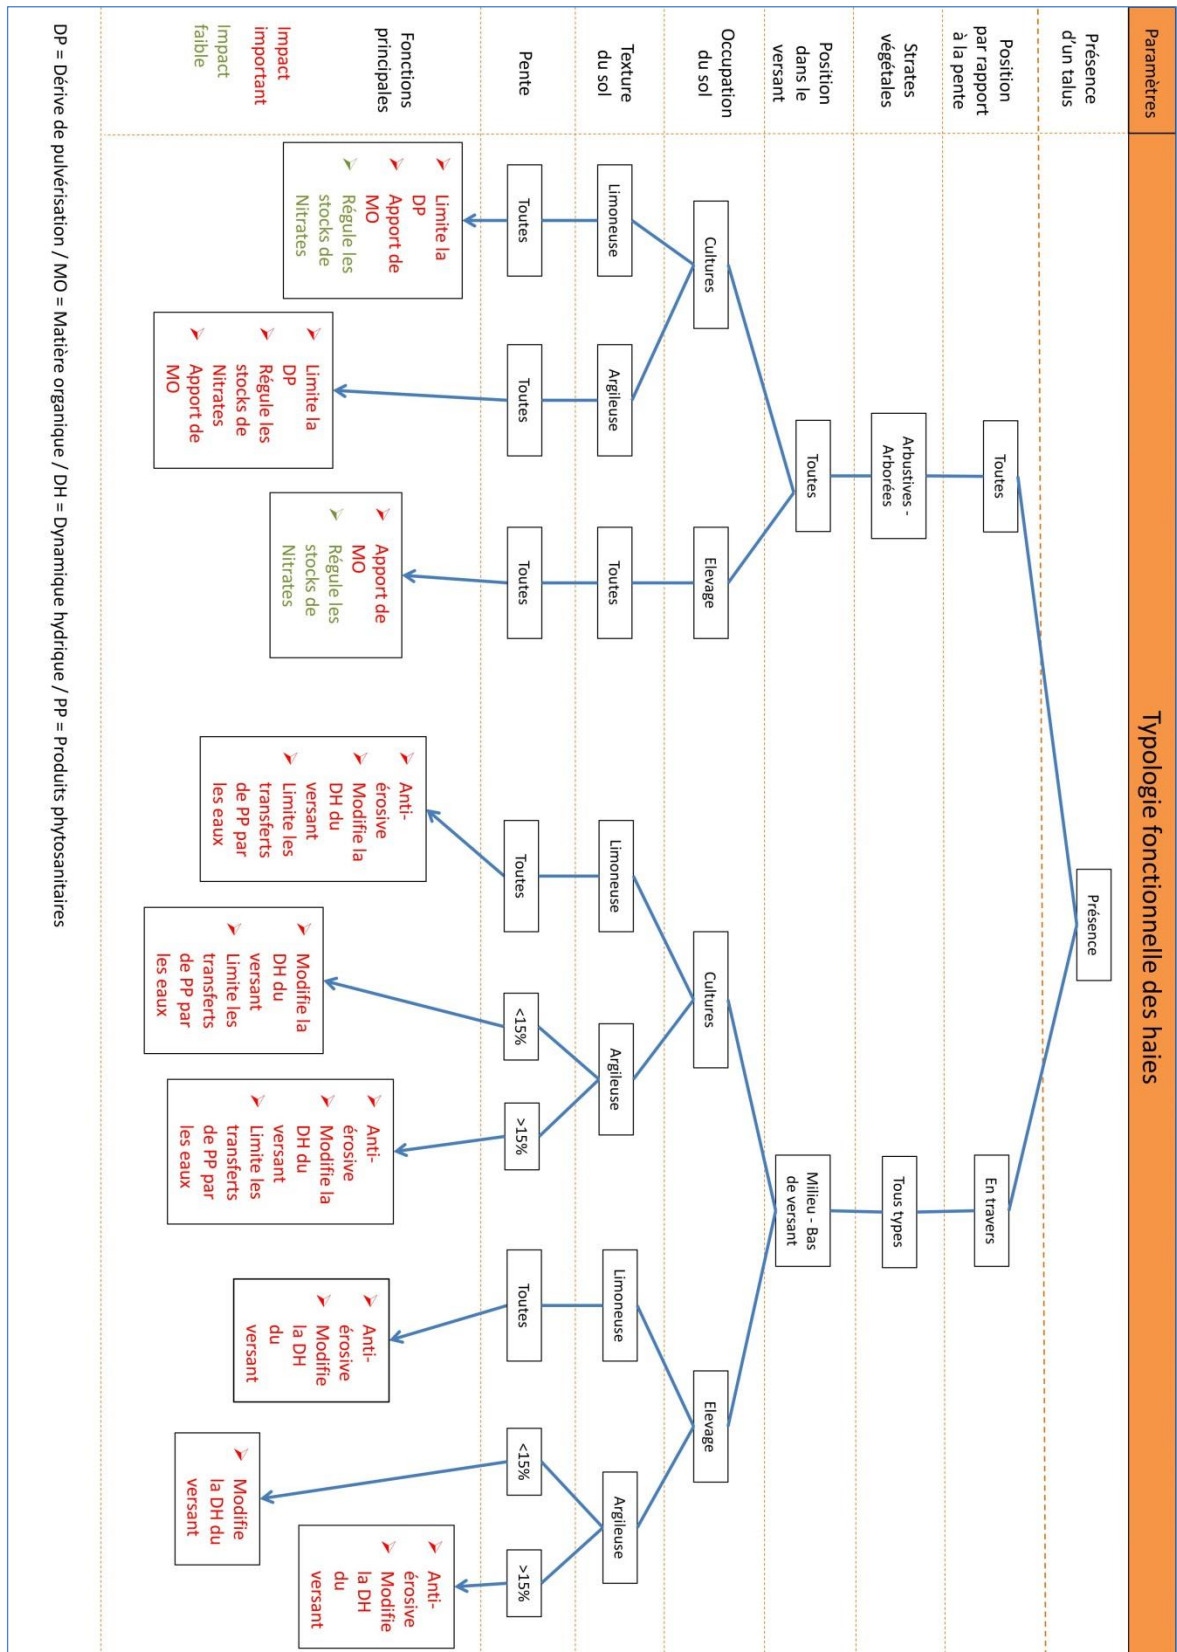 Paramètres
Typologie fonctionnelle des haies
Présence
d'un talus
Présence
Position
par rapport
à la pente
Toutes
En travers
Strates
végétales
Arbustives -
Arborées
Tous types
Position
dans le
versant
Toutes
Milieu - Bas
de versant
Occupation
du sol
Cultures
Elevage
Cultures
Elevage
Texture
du sol
Limoneuse
Argileuse
Toutes
Limoneuse
Argileuse
Limoneuse
Argileuse
Pente
Toutes
Toutes
Toutes
Toutes
<15%
>15%
Toutes
<15%
>15%
Fonctions
principales
Impact
important
Impact
faible
Limite la
DP
Apport de
MO
Régule les
stocks de
Nitrates
Limite la
DP
Régule les
stocks de
Nitrates
Apport de
MO
Apport de
MO
Régule les
stocks de
Nitrates
Anti-
érosive
Modifie la
DH du
versant
Limite les
transferts
de PP par
les eaux
Modifie la
DH du
versant
Limite les
transferts
de PP par
les eaux
Anti-
érosive
Modifie la
DH du
versant
Limite les
transferts
de PP par
les eaux
Anti-
érosive
Modifie
la DH
du
versant
Modifie
la DH du
versant
Anti-
érosive
Modifie
la DH
du
versant
DP = Dérive de pulvérisation / MO = Matière organique / DH = Dynamique hydrique / PP = Produits phytosanitaires